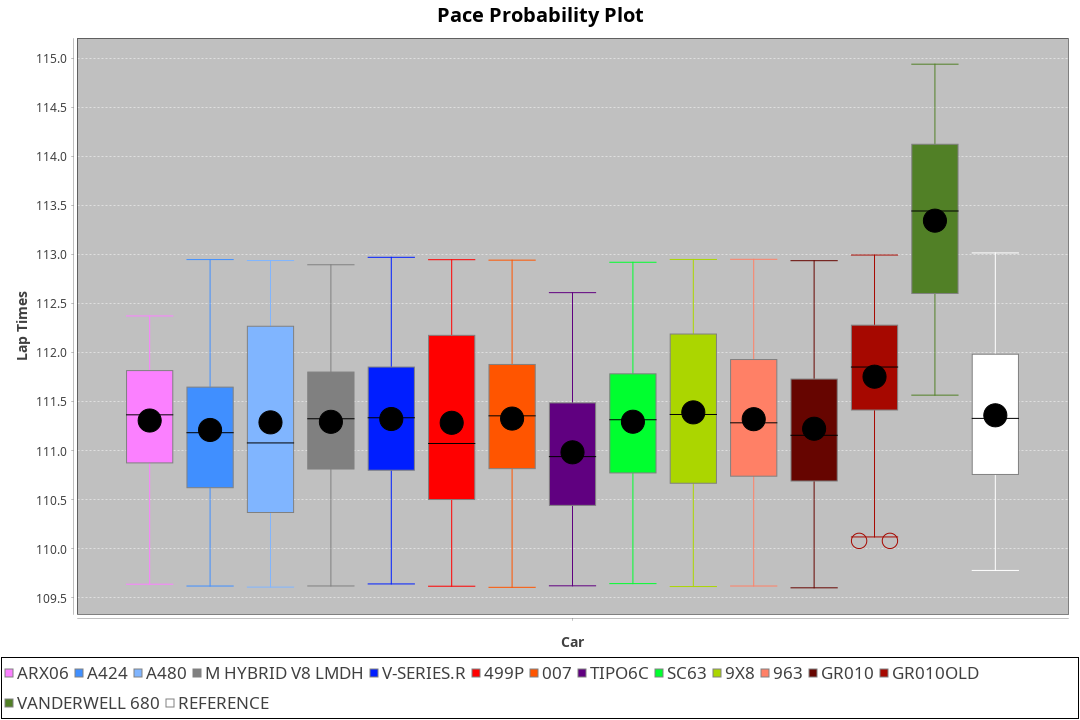 Pace Probability Plot
115.0
114.5
114.0
113.5
113.0
112.5
112.0
111.5
111.0
110.5
110.0
109.5
Lap Times
Car
ARX06 A424 A480 M HYBRID V8 LMDH V-SERIES.R 499P 007 TIPO6C SC63 9X8 963 GR010 GR010OLD
VANDERWELL 680 REFERENCE